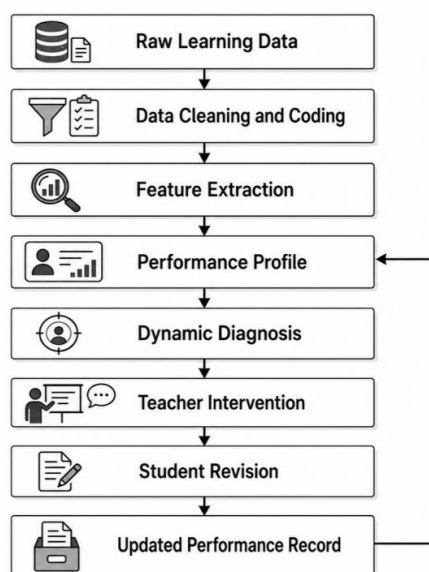 Raw Learning Data
Data Cleaning and Coding
Feature Extraction
Performance Profile
Dynamic Diagnosis
Teacher Intervention
Student Revision
Updated Performance Record